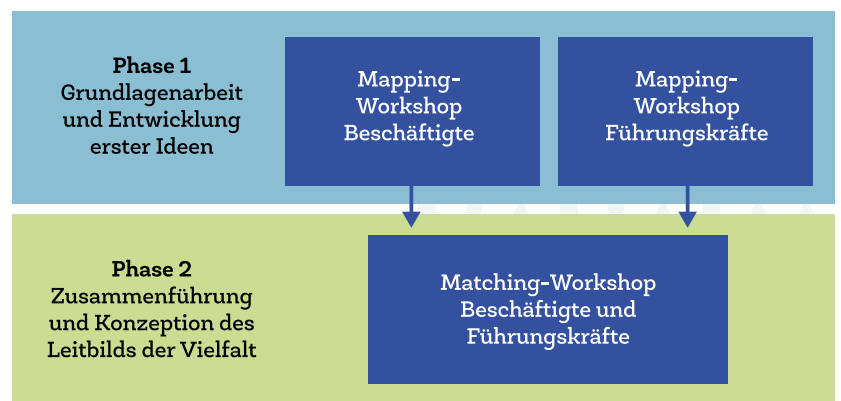 Phase 1
Grundlagenarbeit
und Entwicklung
erster Ideen
Mapping-
Workshop
Beschäftigte
Mapping-
Workshop
Führungskräfte
Phase 2
Zusammenführung
und Konzeption des
Leitbilds der Vielfalt
Matching-Workshop
Beschäftigte und
Führungskräfte